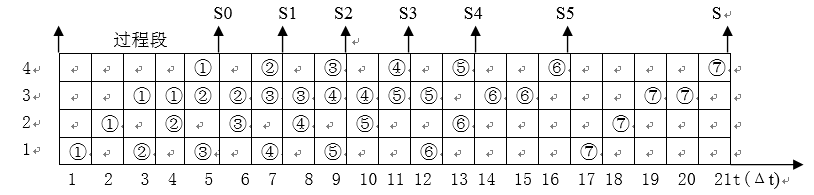 S0 S1 S2 S3 S4 S5 S
过程段
4 ① ② ③ ④ ⑤ ⑥ ⑦
3 ① ① ② ② ③ ③ ④ ④ ⑤ ⑤ ⑥ ⑥ ⑦ ⑦
2 ① ② ③ ④ ⑤ ⑥ ⑦
1 ① ② ③ ④ ⑤ ⑥ ⑦
1 2 3 4 5 6 7 8 9 10 11 12 13 14 15 16 17 18 19 20 21t(Δt)